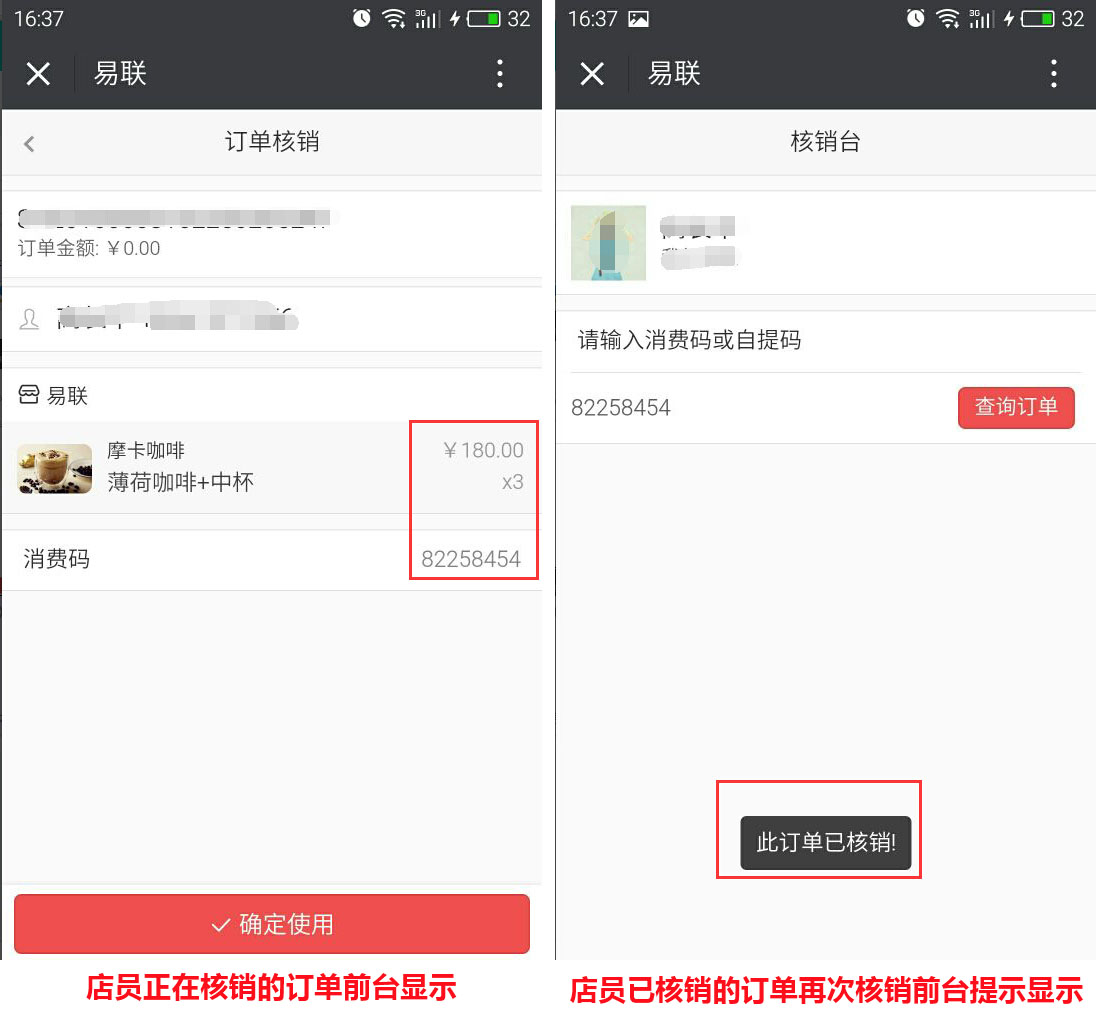 16:37
3G
32
易联
订单核销
订单金额: ￥0.00
易联
摩卡咖啡
￥180.00
薄荷咖啡+中杯
x3
消费码
82258454
确定使用
店员正在核销的订单前台显示
16:37
3G
32
易联
核销台
请输入消费码或自提码
82258454
查询订单
此订单已核销!
店员已核销的订单再次核销前台提示显示